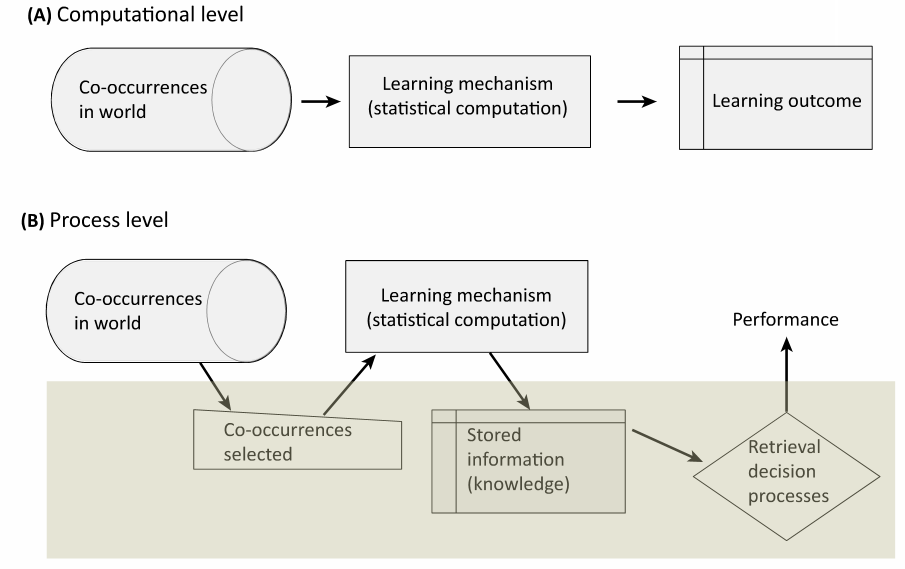 (A) Computational level
Co-occurrences
in world
Learning mechanism
(statistical computation)
Learning outcome
(B) Process level
Co-occurrences
in world
Learning mechanism
(statistical computation)
Performance
Co-occurrences
selected
Stored
information
(knowledge)
Retrieval
decision
processes